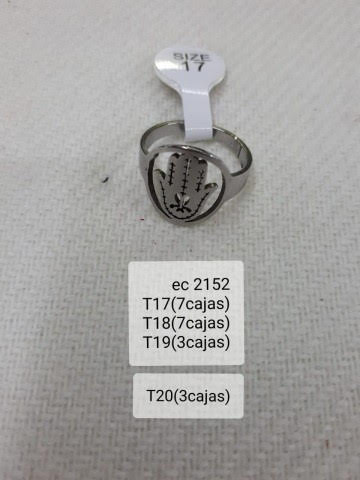 SIZE
17
ec 2152
T17(7cajas)
T18(7cajas)
T19(3cajas)
T20(3cajas)